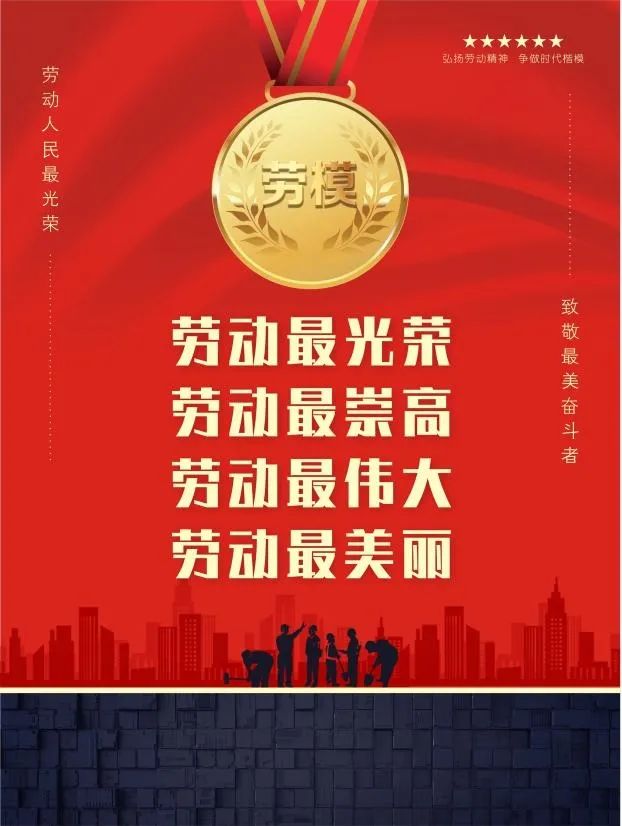 ★★★★★★
弘扬劳动精神 争做时代楷模
劳动人民最光荣
劳模
劳动最光荣
劳动最崇高
劳动最伟大
劳动最美丽
致敬最美奋斗者